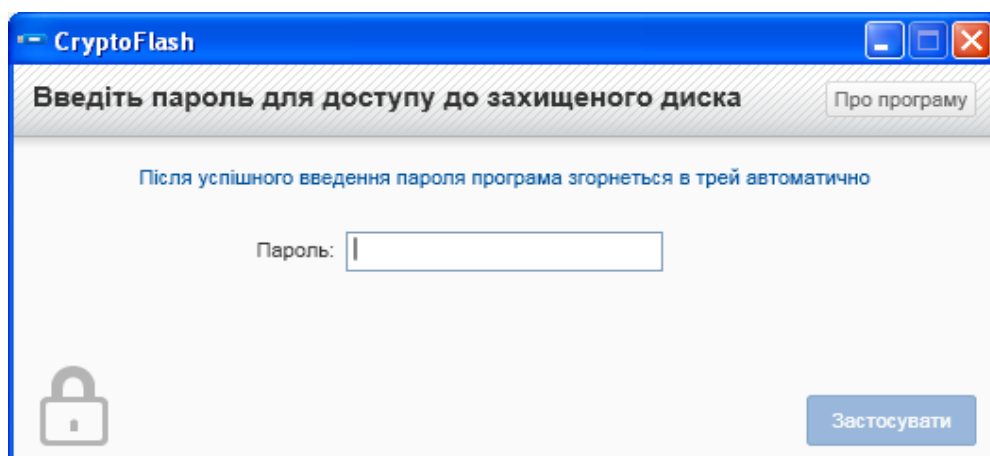 CryptoFlash
Введіть пароль для доступу до захищеного диска
Про програму
Після успішного введення пароля програма згорнеться в трей автоматично
Пароль:
Застосувати